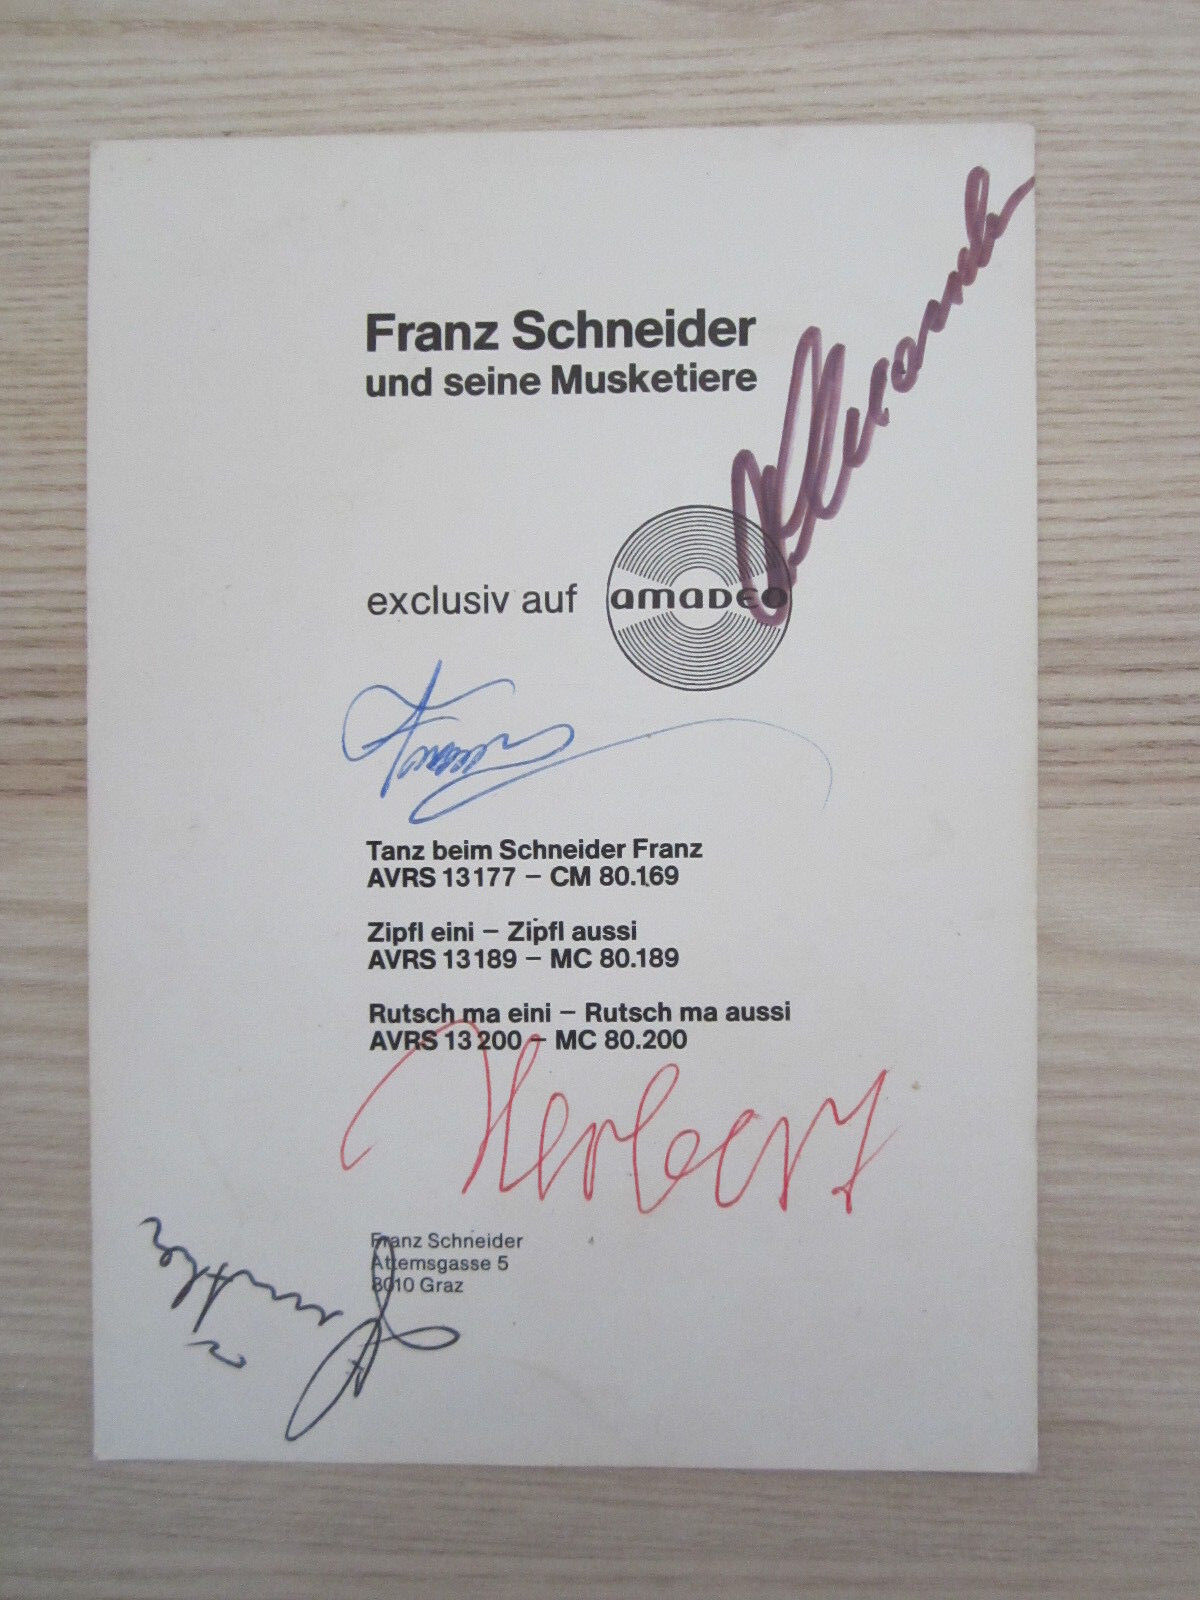 Franz Schneider
und seine Musketiere
exclusiv auf amadeo
Tanz beim Schneider Franz
AVRS 13177 – CM 80.169
Zipfl eini – Zipfl aussi
AVRS 13189 – MC 80.189
Rutsch ma eini – Rutsch ma aussi
AVRS 13200 – MC 80.200
Herbert
Franz Schneider
Attemsgasse 5
8010 Graz